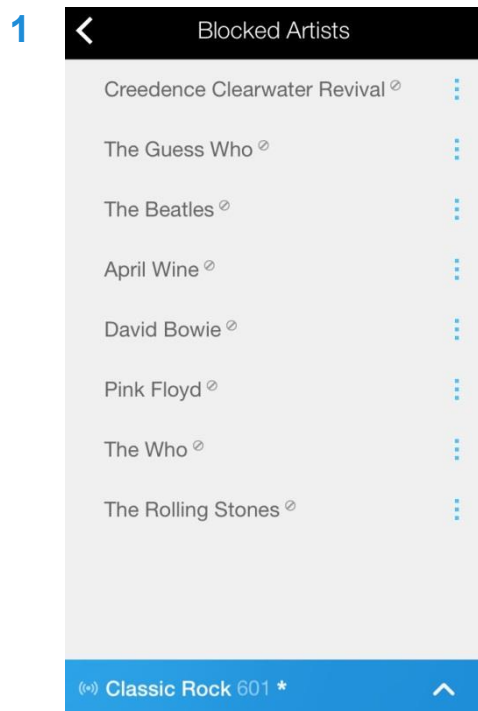 1
Blocked Artists
Creedence Clearwater Revival
The Guess Who
The Beatles
April Wine
David Bowie
Pink Floyd
The Who
The Rolling Stones
Classic Rock 601 *